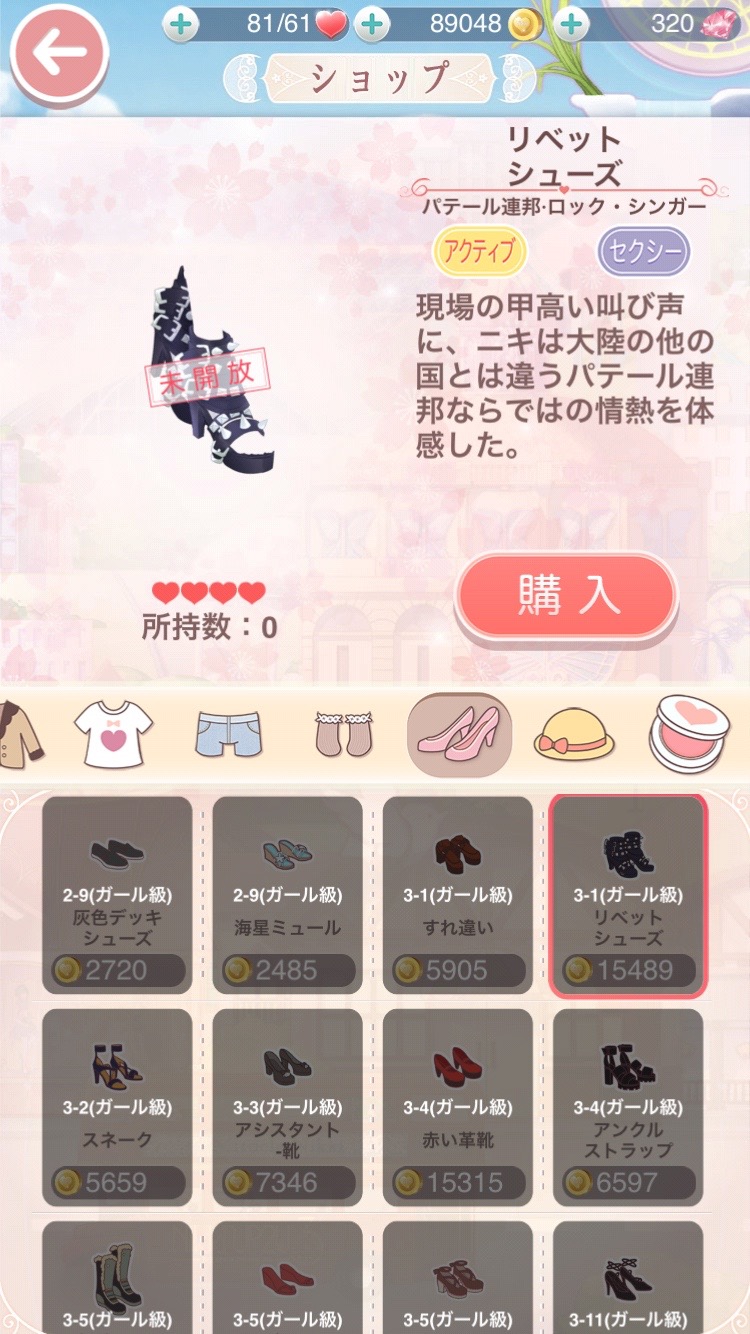 81/61
89048
320
ショップ
リベット
シューズ
パテール連邦·ロック・シンガー
アクティブ
セクシー
現場の甲高い叫び声
に、ニキは大陸の他の
国とは違うパテール連
邦ならではの情熱を体
感した。
未開放
所持数：0
購入
2-9(ガール級)
灰色デッキ
シューズ
2720
2-9(ガール級)
海星ミュール
2485
3-1(ガール級)
すれ違い
5905
3-1(ガール級)
リベット
シューズ
15489
3-2(ガール級)
スネーク
5659
3-3(ガール級)
アシスタント
-靴
7346
3-4(ガール級)
赤い革靴
15315
3-4(ガール級)
アンクル
ストラップ
6597
3-5(ガール級)
3-5(ガール級)
3-5(ガール級)
3-11(ガール級)